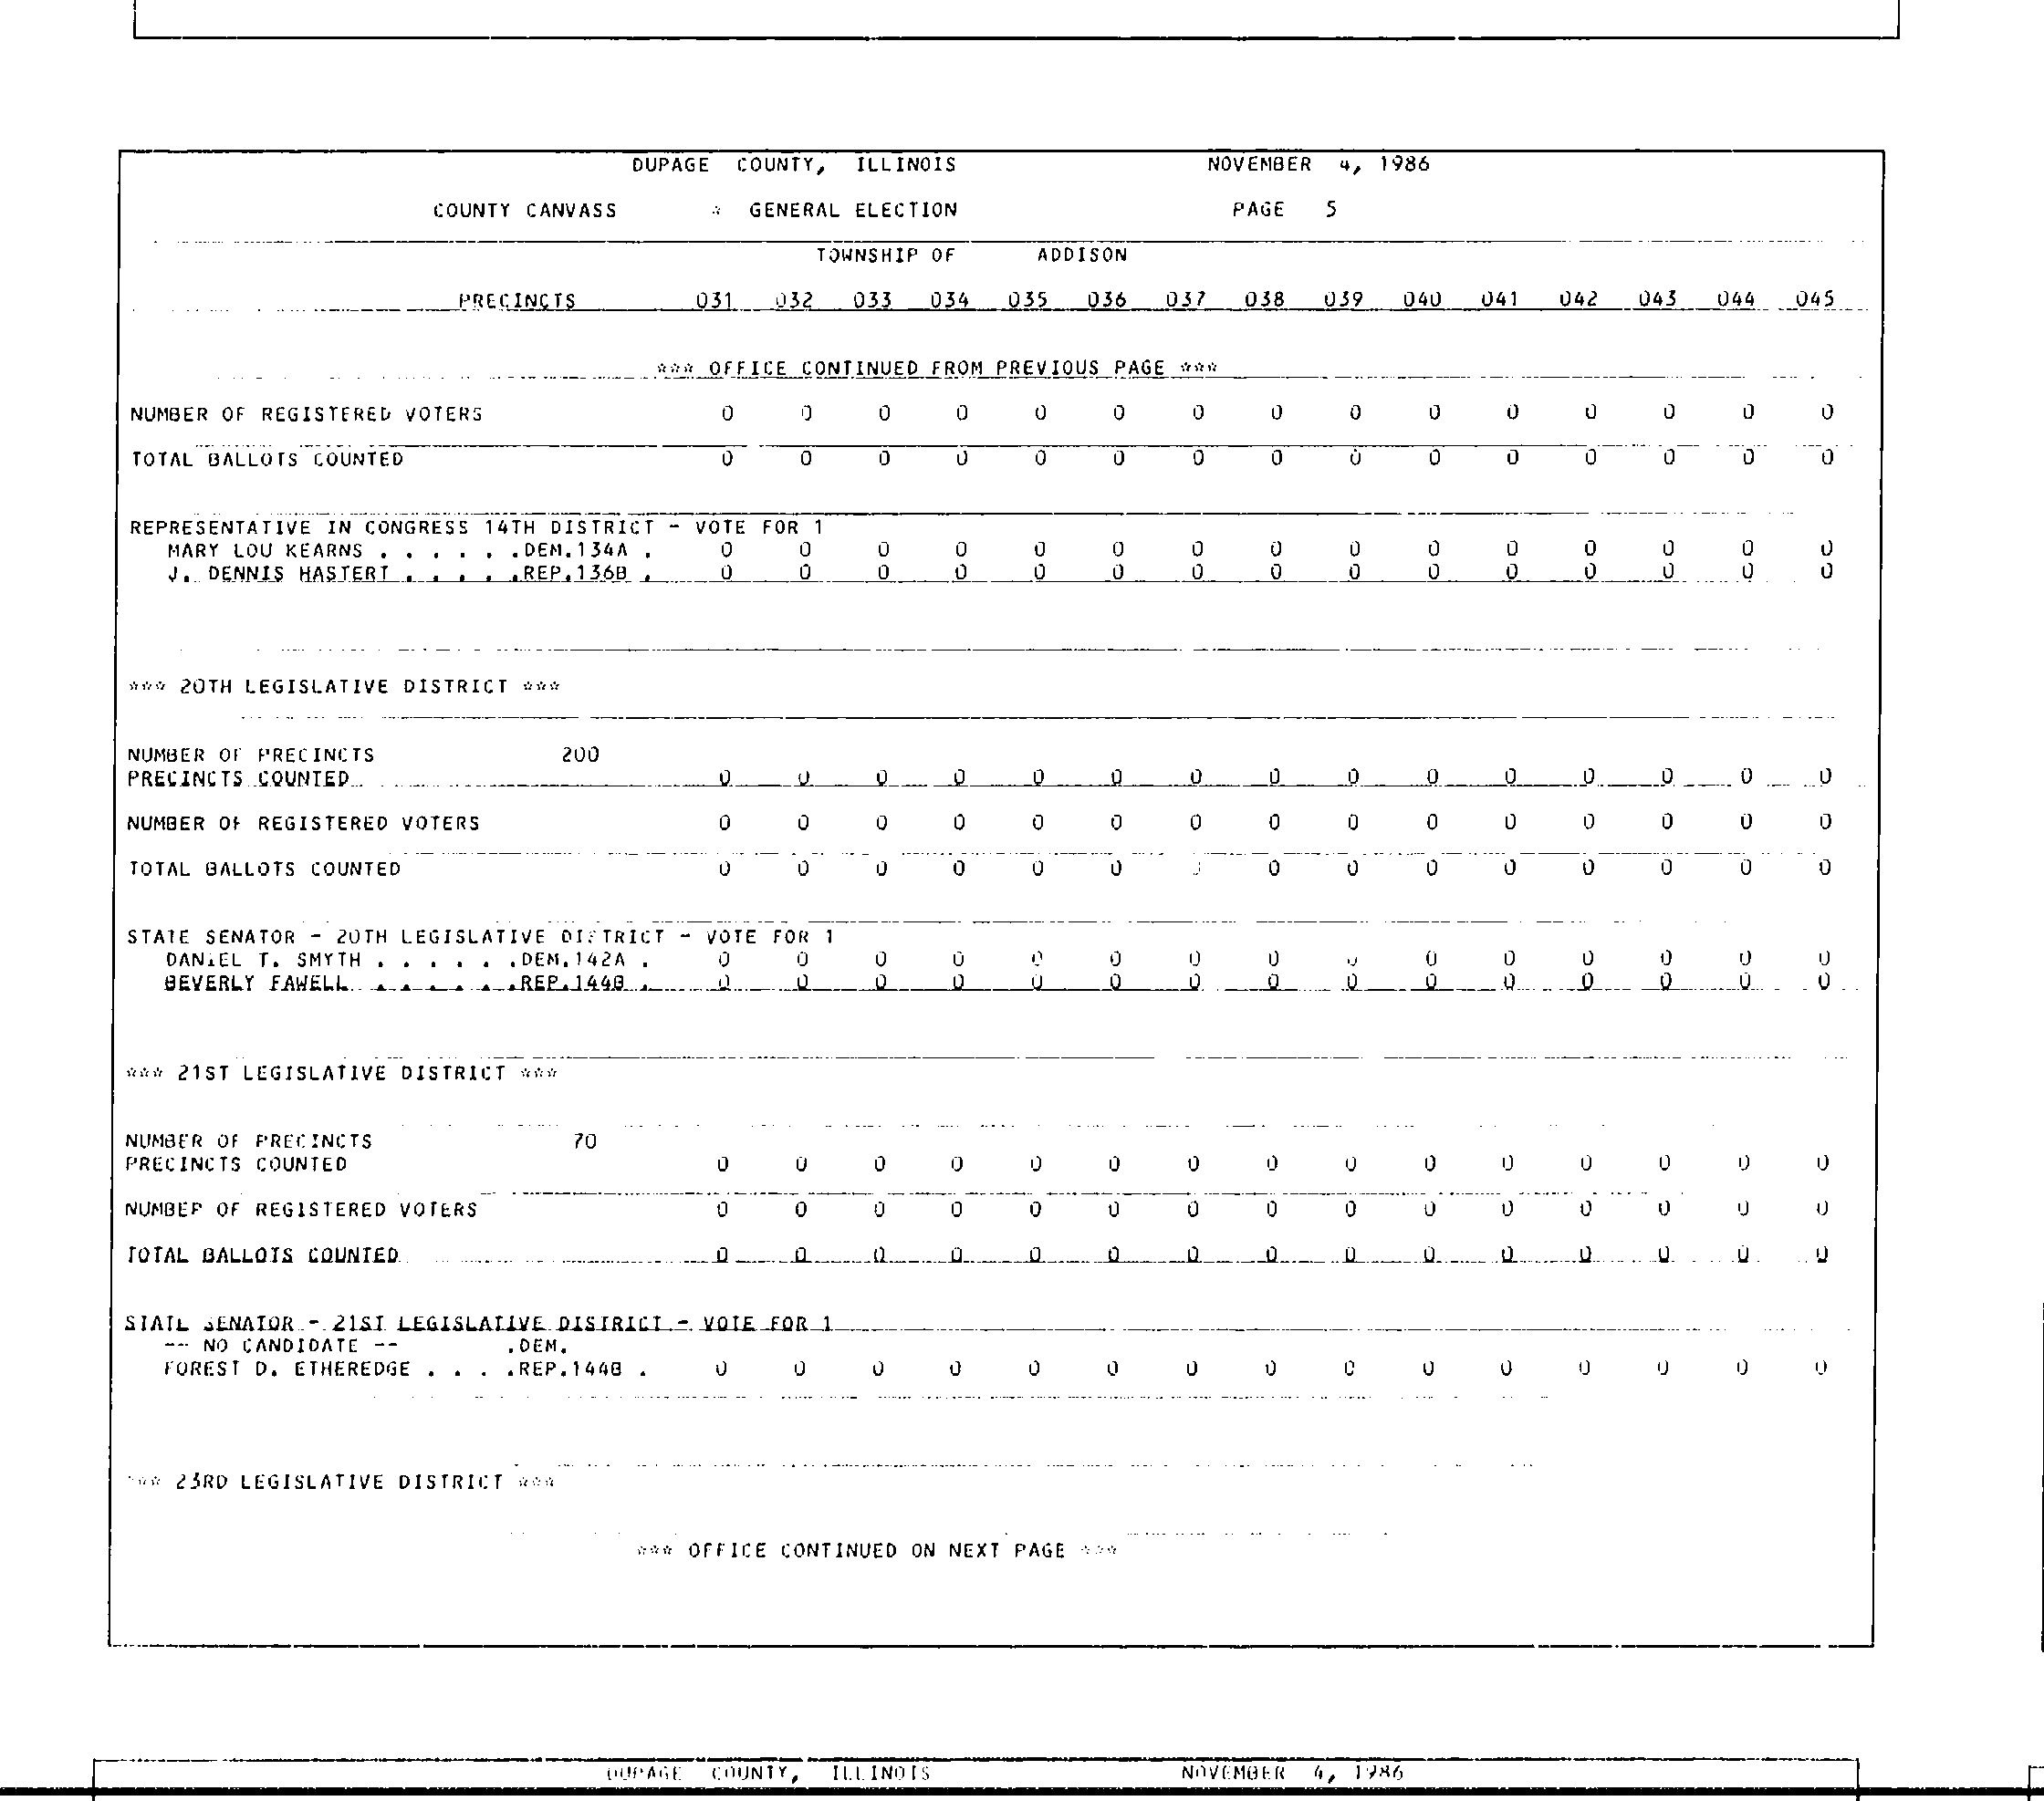 DUPAGE COUNTY, ILLINOIS NOVEMBER 4, 1986
COUNTY CANVASS * GENERAL ELECTION PAGE 5
TOWNSHIP OF ADDISON
PRECINCTS 031 032 033 034 035 036 037 038 039 040 041 042 043 044 045
*** OFFICE CONTINUED FROM PREVIOUS PAGE ***
NUMBER OF REGISTERED VOTERS 0 0 0 0 0 0 0 0 0 0 0 0 0 0 0
TOTAL BALLOTS COUNTED 0 0 0 0 0 0 0 0 0 0 0 0 0 0 0
REPRESENTATIVE IN CONGRESS 14TH DISTRICT - VOTE FOR 1
MARY LOU KEARNS . . . . . .DEM.134A . 0 0 0 0 0 0 0 0 0 0 0 0 0 0 0
J. DENNIS HASTERT . . . . .REP.136B . 0 0 0 0 0 0 0 0 0 0 0 0 0 0 0
*** 20TH LEGISLATIVE DISTRICT ***
NUMBER OF PRECINCTS 200
PRECINCTS COUNTED 0 0 0 0 0 0 0 0 0 0 0 0 0 0 0
NUMBER OF REGISTERED VOTERS 0 0 0 0 0 0 0 0 0 0 0 0 0 0 0
TOTAL BALLOTS COUNTED 0 0 0 0 0 0 0 0 0 0 0 0 0 0 0
STATE SENATOR - 20TH LEGISLATIVE DISTRICT - VOTE FOR 1
DANIEL T. SMYTH . . . . . .DEM.142A . 0 0 0 0 0 0 0 0 0 0 0 0 0 0 0
BEVERLY FAWELL . . . . . .REP.144B . 0 0 0 0 0 0 0 0 0 0 0 0 0 0 0
*** 21ST LEGISLATIVE DISTRICT ***
NUMBER OF PRECINCTS 70
PRECINCTS COUNTED 0 0 0 0 0 0 0 0 0 0 0 0 0 0 0
NUMBER OF REGISTERED VOTERS 0 0 0 0 0 0 0 0 0 0 0 0 0 0 0
TOTAL BALLOTS COUNTED 0 0 0 0 0 0 0 0 0 0 0 0 0 0 0
STATE SENATOR - 21ST LEGISLATIVE DISTRICT - VOTE FOR 1
-- NO CANDIDATE -- .DEM.
FOREST D. ETHEREDGE . . . .REP.144B . 0 0 0 0 0 0 0 0 0 0 0 0 0 0 0
*** 23RD LEGISLATIVE DISTRICT ***
*** OFFICE CONTINUED ON NEXT PAGE ***
DUPAGE COUNTY, ILLINOIS NOVEMBER 4, 1986